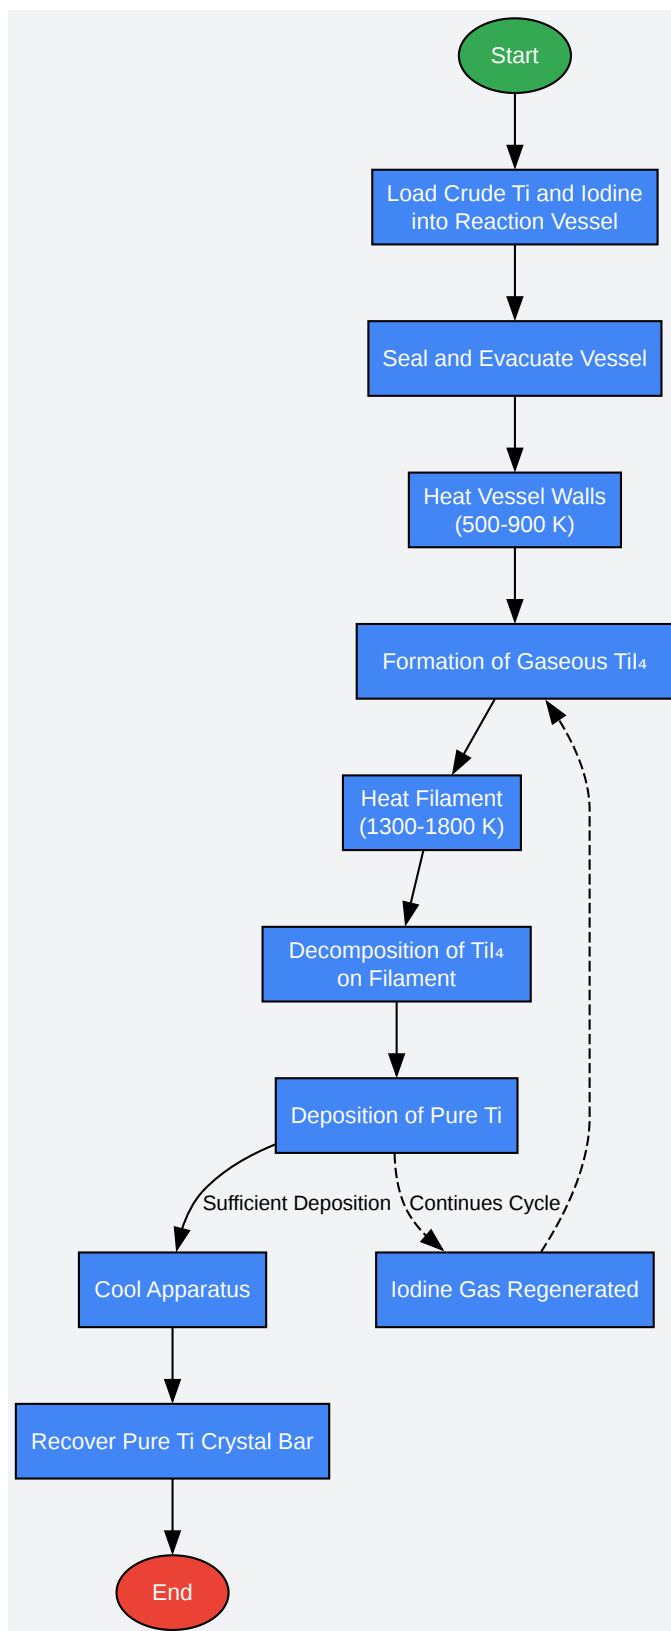 Start
Load Crude Ti and Iodine
into Reaction Vessel
Seal and Evacuate Vessel
Heat Vessel Walls
(500-900 K)
Formation of Gaseous TiI₄
Heat Filament
(1300-1800 K)
Decomposition of TiI₄
on Filament
Deposition of Pure Ti
Sufficient Deposition
Continues Cycle
Cool Apparatus
Iodine Gas Regenerated
Recover Pure Ti Crystal Bar
End